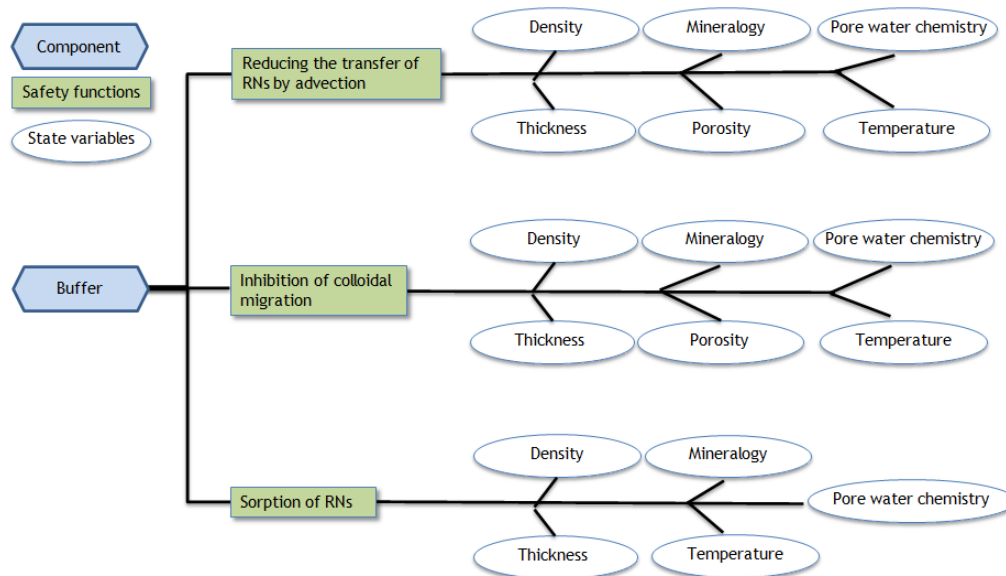 Component
Safety functions
State variables
Buffer
Reducing the transfer of
RNs by advection
Density
Mineralogy
Pore water chemistry
Thickness
Porosity
Temperature
Inhibition of colloidal
migration
Density
Mineralogy
Pore water chemistry
Thickness
Porosity
Temperature
Sorption of RNs
Density
Mineralogy
Pore water chemistry
Thickness
Temperature